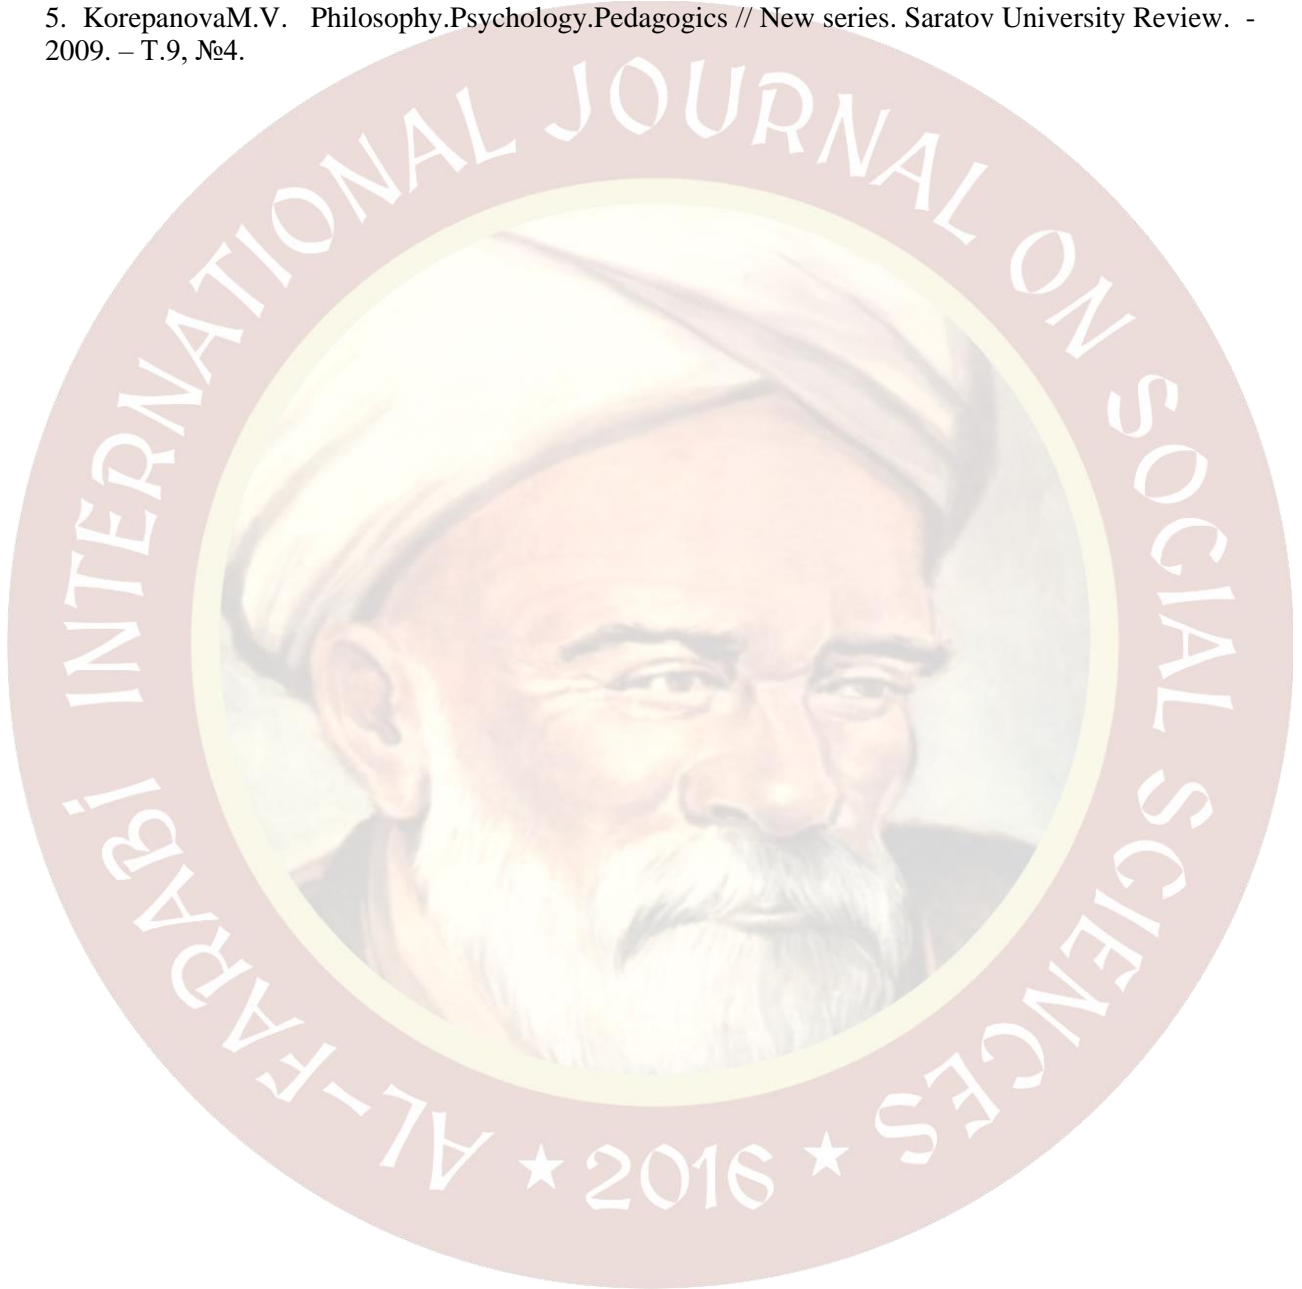 5. KorepanovaM.V. Philosophy.Psychology.Pedagogics // New series. Saratov University Review. -
2009. – T.9, №4.
AL-FARABI INTERNATIONAL JOURNAL ON SOCIAL SCIENCES
★ 2016 ★